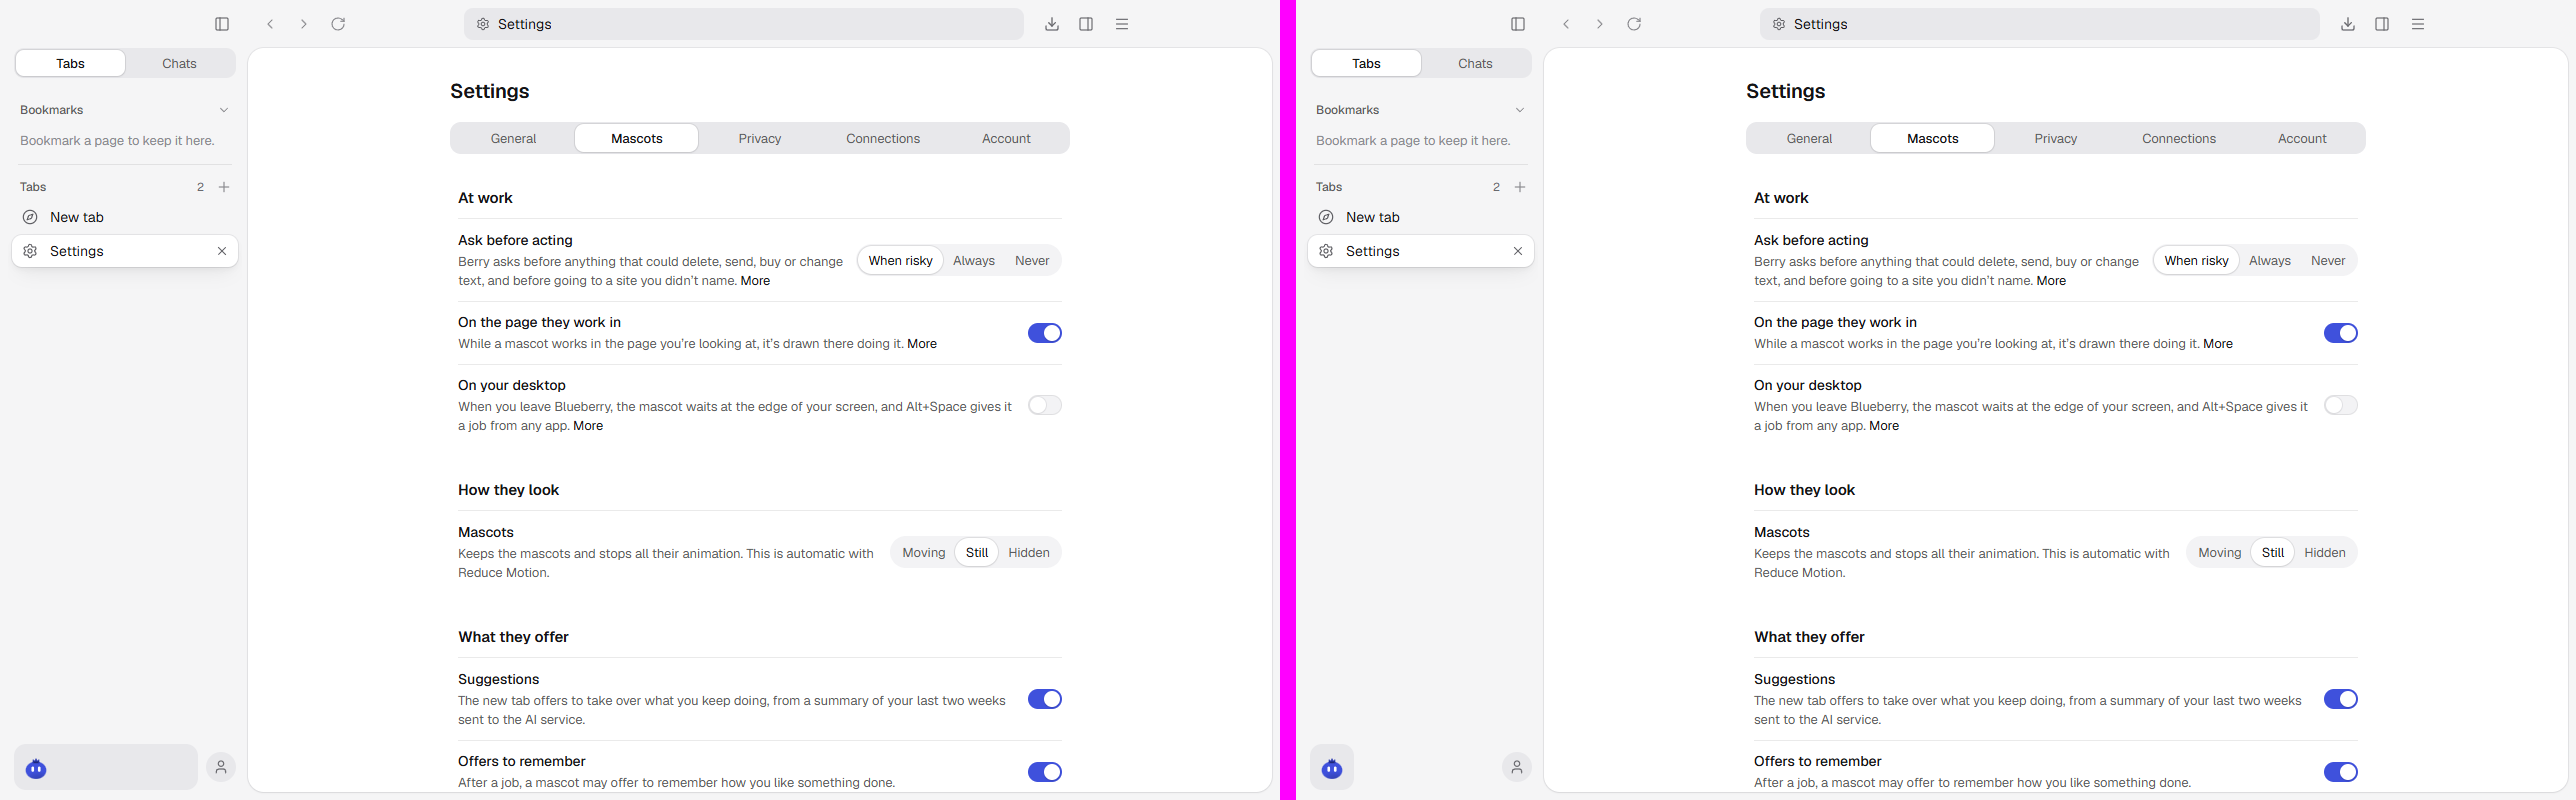 Settings
Tabs
Chats
Bookmarks
Bookmark a page to keep it here.
Tabs
2
New tab
Settings
Settings
General
Mascots
Privacy
Connections
Account
At work
Ask before acting
Berry asks before anything that could delete, send, buy or change
text, and before going to a site you didn’t name. More
When risky
Always
Never
On the page they work in
While a mascot works in the page you’re looking at, it’s drawn there doing it. More
On your desktop
When you leave Blueberry, the mascot waits at the edge of your screen, and Alt+Space gives it
a job from any app. More
How they look
Mascots
Keeps the mascots and stops all their animation. This is automatic with
Reduce Motion.
Moving
Still
Hidden
What they offer
Suggestions
The new tab offers to take over what you keep doing, from a summary of your last two weeks
sent to the AI service.
Offers to remember
After a job, a mascot may offer to remember how you like something done.
Settings
Tabs
Chats
Bookmarks
Bookmark a page to keep it here.
Tabs
2
New tab
Settings
Settings
General
Mascots
Privacy
Connections
Account
At work
Ask before acting
Berry asks before anything that could delete, send, buy or change
text, and before going to a site you didn’t name. More
When risky
Always
Never
On the page they work in
While a mascot works in the page you’re looking at, it’s drawn there doing it. More
On your desktop
When you leave Blueberry, the mascot waits at the edge of your screen, and Alt+Space gives it
a job from any app. More
How they look
Mascots
Keeps the mascots and stops all their animation. This is automatic with
Reduce Motion.
Moving
Still
Hidden
What they offer
Suggestions
The new tab offers to take over what you keep doing, from a summary of your last two weeks
sent to the AI service.
Offers to remember
After a job, a mascot may offer to remember how you like something done.